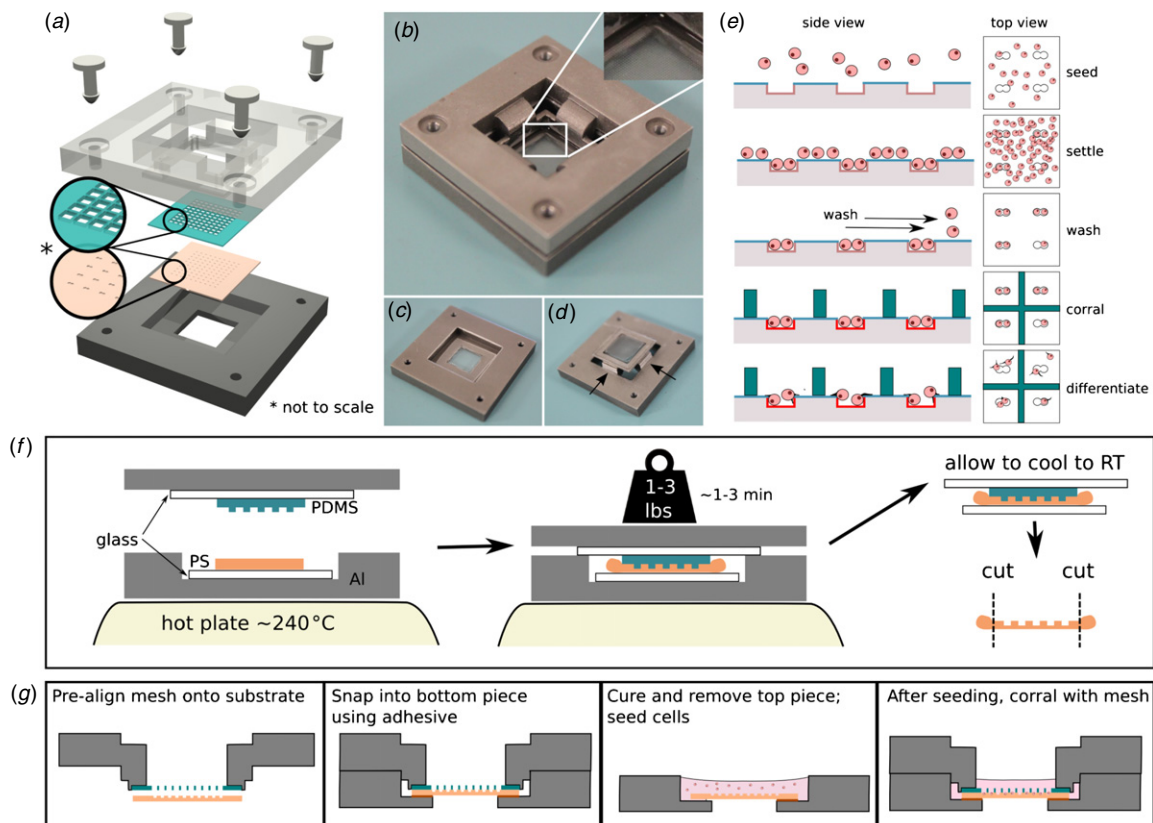 (a)
* 
* not to scale
(b)
(c)
(d)
(e)
side view
top view
seed
settle
wash
wash
corral
differentiate
(f)
glass
PDMS
PS
Al
hot plate ~240°C
1-3
lbs
~1-3 min
allow to cool to RT
cut
cut
(g)
Pre-align mesh onto substrate
Snap into bottom piece
using adhesive
Cure and remove top piece;
seed cells
After seeding, corral with mesh